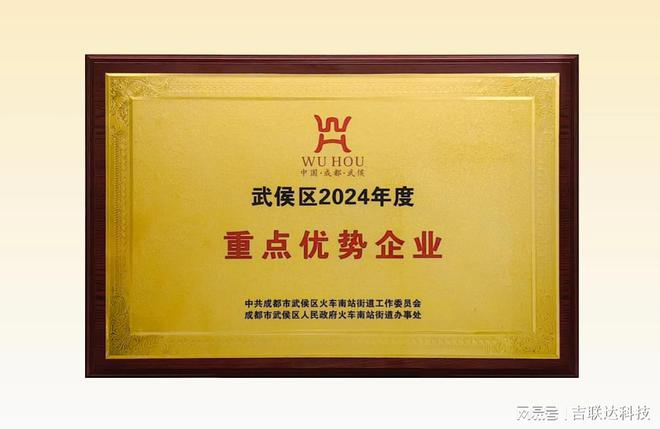 WU HOU
中国·成都·武侯
武侯区2024年度
重点优势企业
中共成都市武侯区火车南站街道工作委员会
成都市武侯区人民政府火车南站街道办事处
搜狐号@吉联达科技